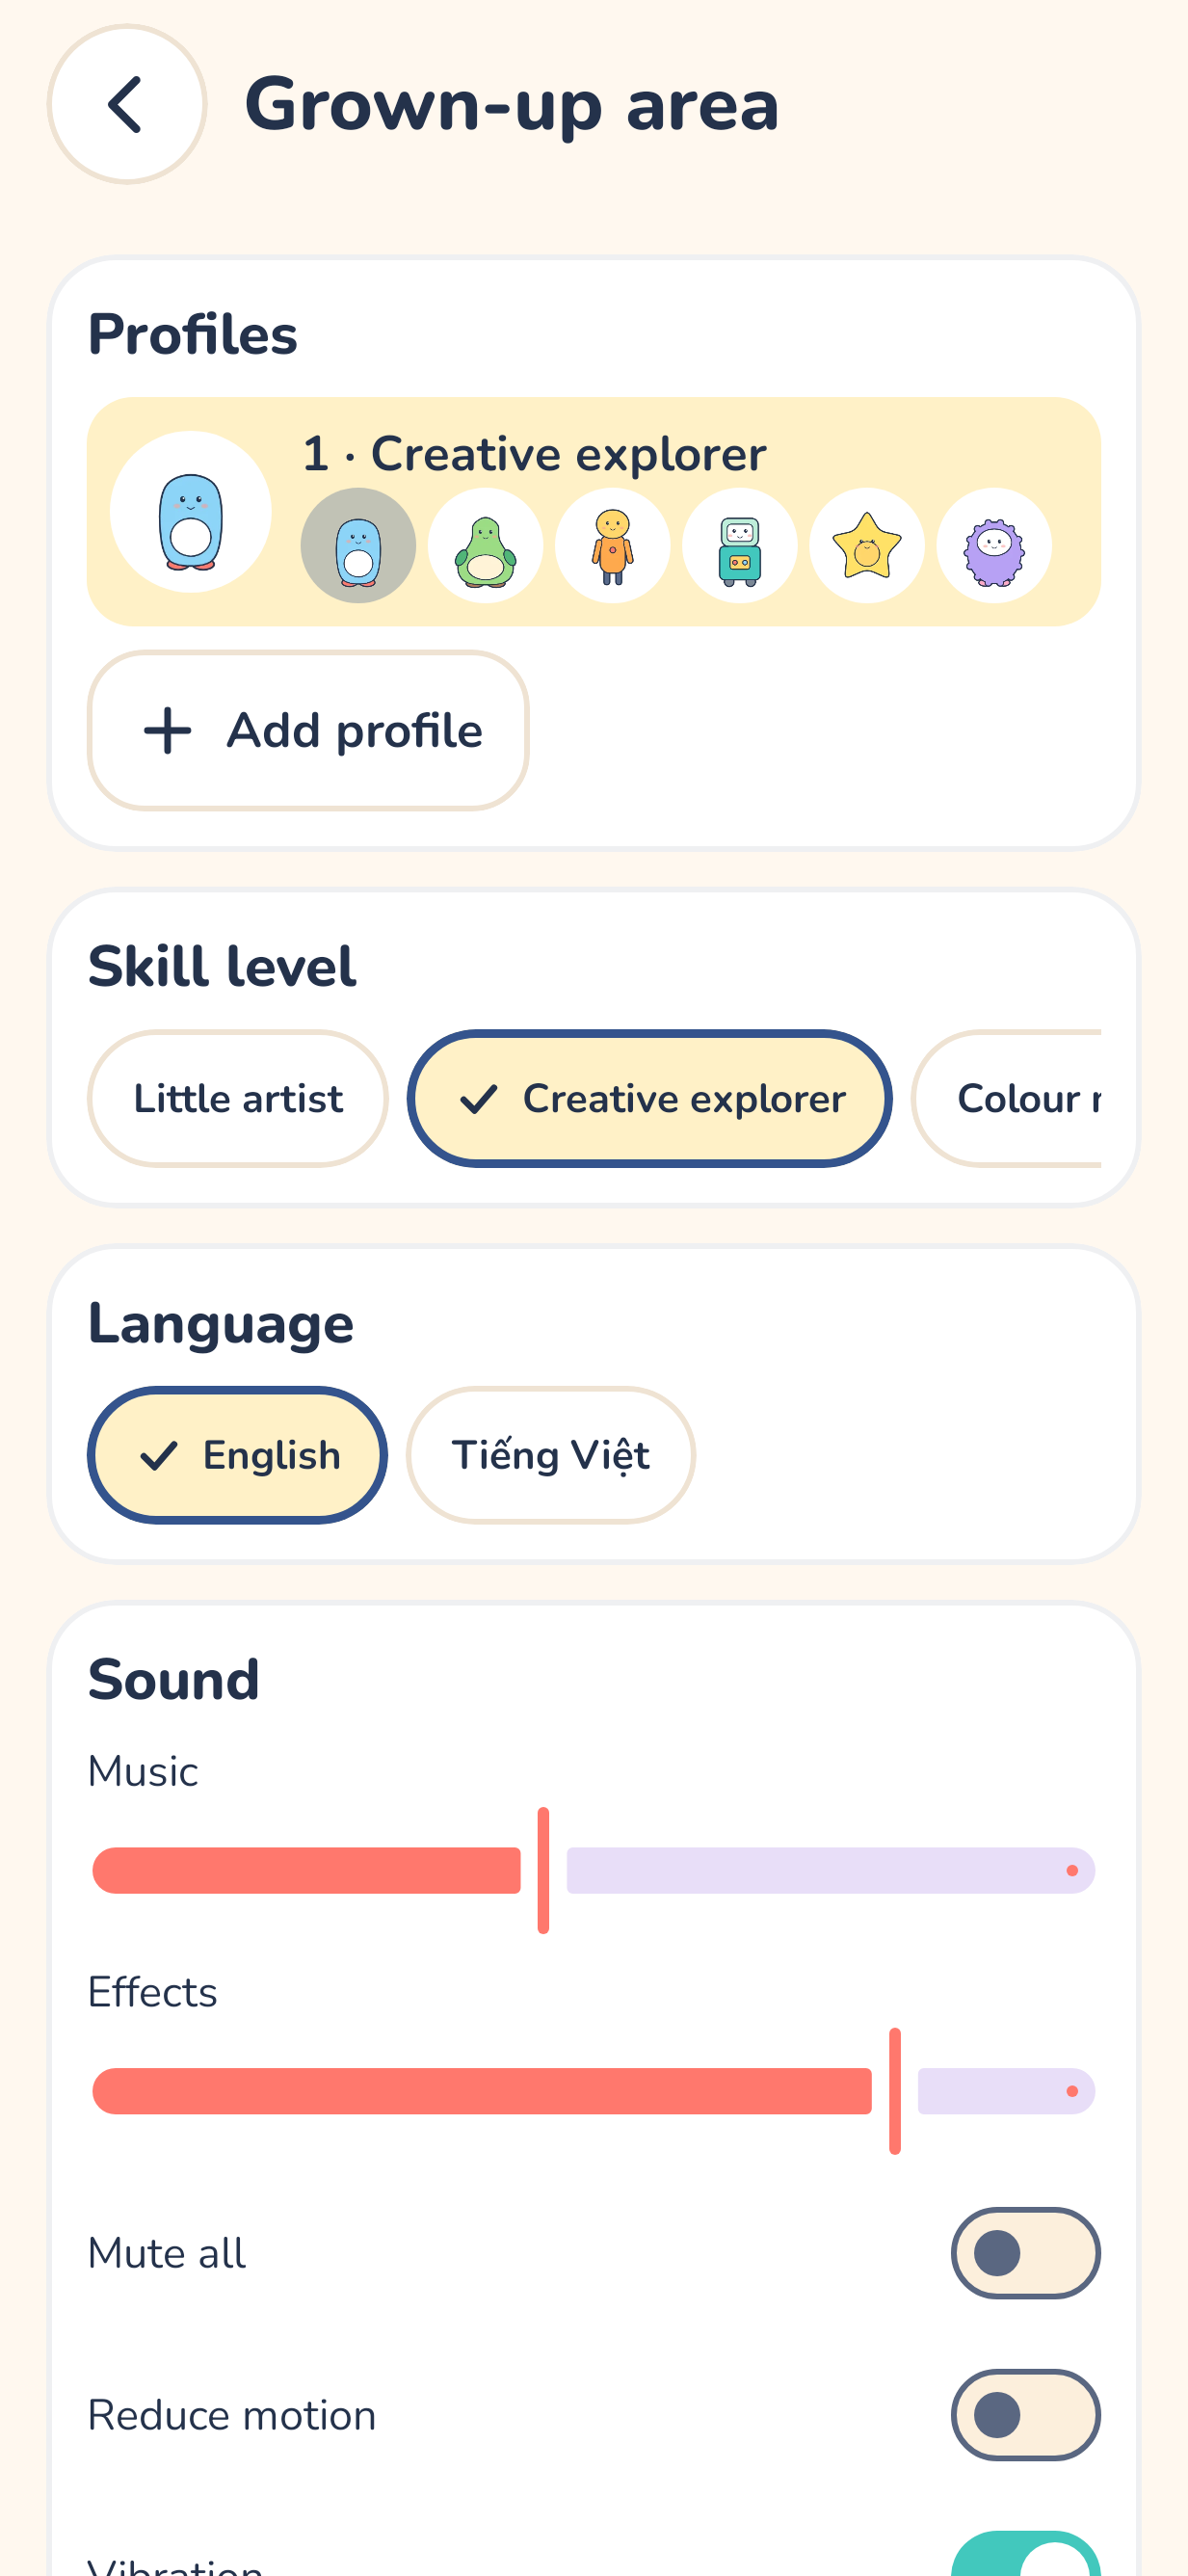 Grown-up area
Profiles
1 · Creative explorer
Add profile
Skill level
Little artist
Creative explorer
Colour
Language
English
Tiếng Việt
Sound
Music
Effects
Mute all
Reduce motion
Vibration